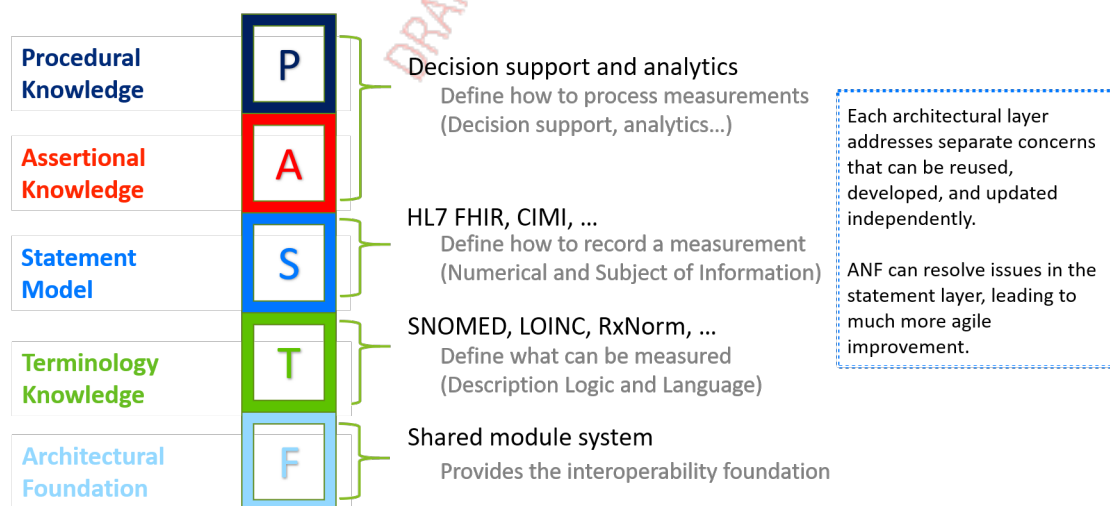 DRA
Procedural
Knowledge
P
Decision support and analytics
Define how to process measurements
(Decision support, analytics…)
Assertional
Knowledge
A
HL7 FHIR, CIMI, …
Define how to record a measurement
(Numerical and Subject of Information)
Statement
Model
S
SNOMED, LOINC, RxNorm, …
Define what can be measured
(Description Logic and Language)
Terminology
Knowledge
T
Shared module system
Provides the interoperability foundation
Architectural
Foundation
F
Each architectural layer
addresses separate concerns
that can be reused,
developed, and updated
independently.
ANF can resolve issues in the
statement layer, leading to
much more agile
improvement.